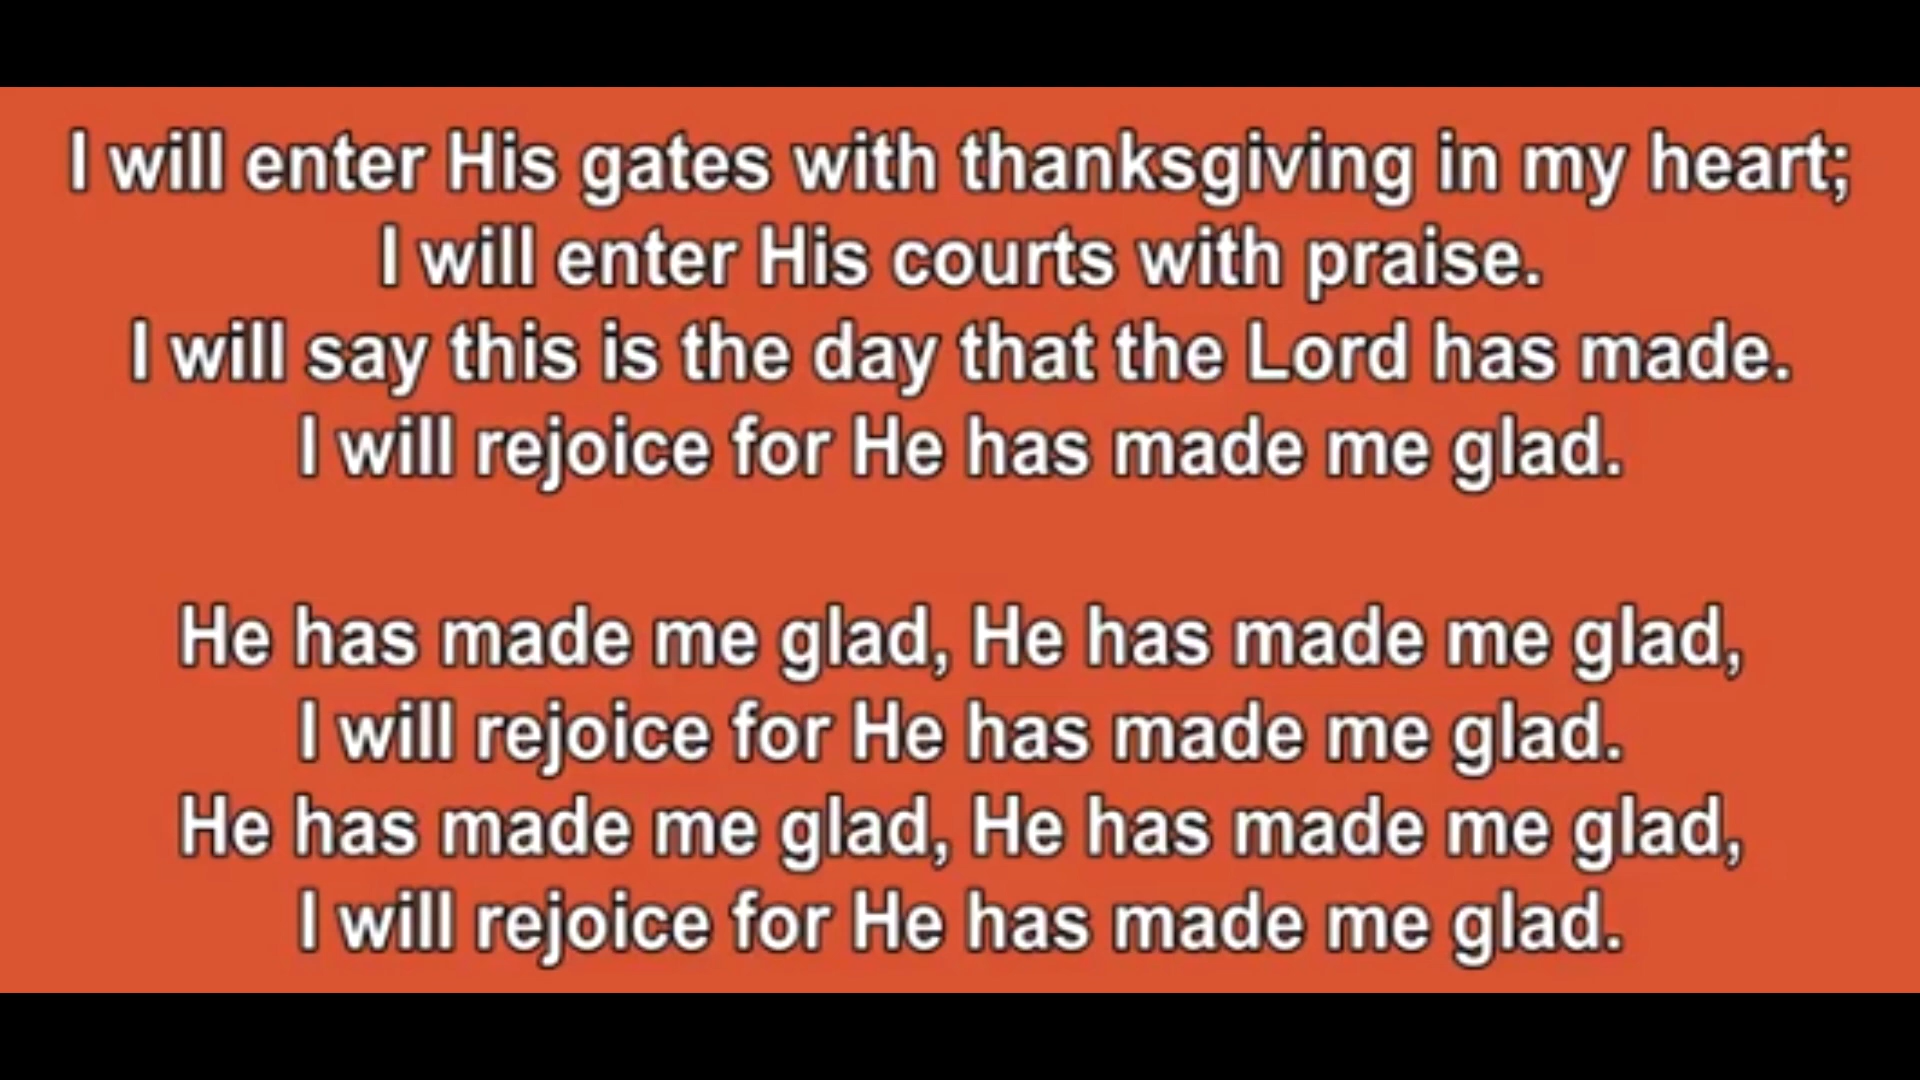 I will enter His gates with thanksgiving in my heart;
I will enter His courts with praise.
I will say this is the day that the Lord has made.
I will rejoice for He has made me glad.
He has made me glad, He has made me glad,
I will rejoice for He has made me glad.
He has made me glad, He has made me glad,
I will rejoice for He has made me glad.